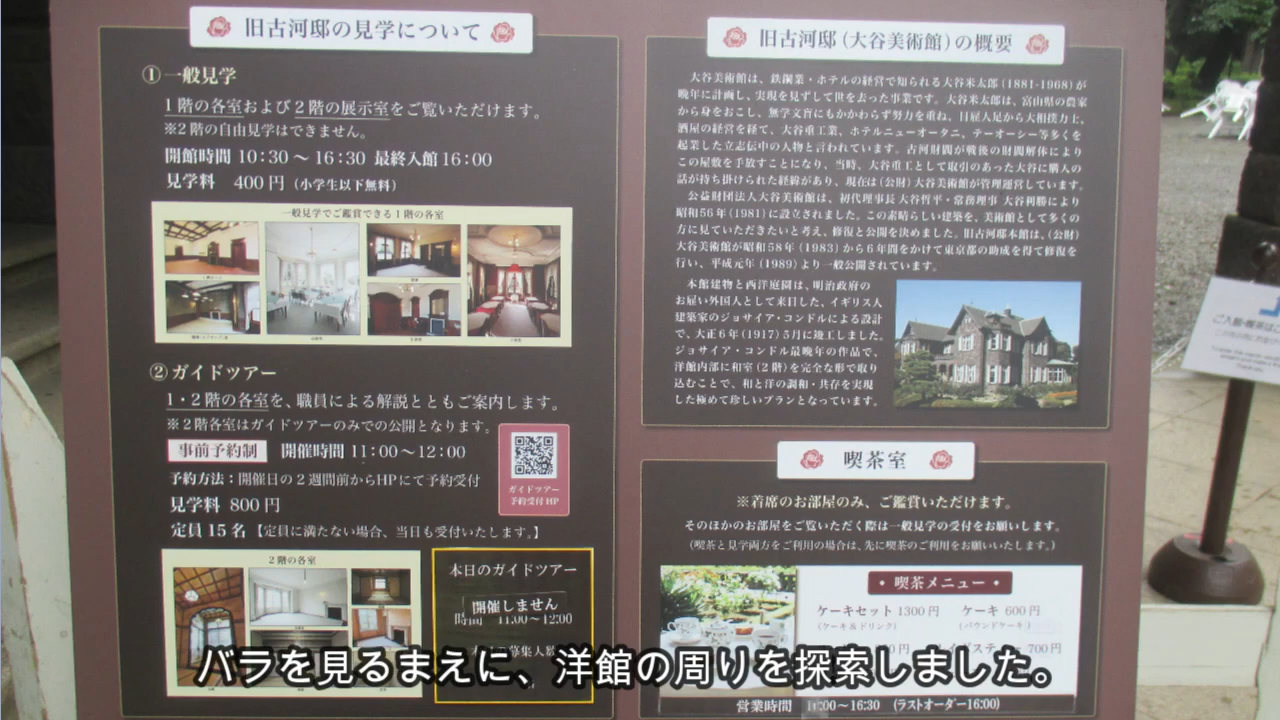 旧古河邸の見学について
①一般見学
1階の各室および2階の展示室をご覧いただけます。
※2階の自由見学はできません。
開館時間 10:30～16:30 最終入館16:00
見学料 400円(小学生以下無料)
一般見学でご鑑賞できる1階の各室
②ガイドツアー
1・2階の各室を、職員による解説とともご案内します。
※2階各室はガイドツアーのみでの公開となります。
事前予約制 開催時間 11:00～12:00
予約方法：開催日の2週間前からHPにて予約受付
見学料 800円
定員15名【定員に満たない場合、当日も受付いたします。】
ガイドツアー
予約受付HP
2階の各室
本日のガイドツアー
開催しません
時間 11:00～12:00
旧古河邸(大谷美術館)の概要
大谷美術館は、鉄鋼業・ホテルの経営で知られる大谷米太郎(1881-1968)が
晩年に計画し、実現を見ずして世を去った事業です。大谷米太郎は、富山県の農家
から身をおこし、無学文盲にもかかわらず努力を重ね、日雇人足から大相撲力士、
酒屋の経営を経て、大谷重工業、ホテルニューオータニ、テーオーシー等多くを
起業した立志伝中の人物と言われています。古河財閥が戦後の財閥解体により
この屋敷を手放すことになり、当時、大谷重工として取引のあった大谷に購入の
話が持ち掛けられた経緯があり、現在は(公財)大谷美術館が管理運営しています。
公益財団法人大谷美術館は、初代理事長 大谷哲平・常務理事 大谷利勝により
昭和56年(1981)に設立されました。この素晴らしい建築を、美術館として多くの
方に見ていただきたいと考え、修復と公開を決めました。旧古河邸本館は、(公財)
大谷美術館が昭和58年(1983)から6年間をかけて東京都の助成を得て修復を
行い、平成元年(1989)より一般公開されています。
本館建物と西洋庭園は、明治政府の
お雇い外国人として来日した、イギリス人
建築家のジョサイア・コンドルによる設計
で、大正6年(1917)5月に竣工しました。
ジョサイア・コンドル最晩年の作品で、
洋館内部に和室(2階)を完全な形で取り
込むことで、和と洋の調和・共存を実現
した極めて珍しいプランとなっています。
喫茶室
※着席のお部屋のみ、ご鑑賞いただけます。
そのほかのお部屋をご覧いただく際は一般見学の受付をお願いします。
(喫茶と見学両方をご利用の場合は、先に喫茶のご利用をお願いいたします。)
喫茶メニュー
ケーキセット 1300円 ケーキ 600円
(ケーキ&ドリンク) (パウンドケーキ)
700円
営業時間 11:00～16:30 (ラストオーダー16:00)
バラを見るまえに、洋館の周りを探索しました。